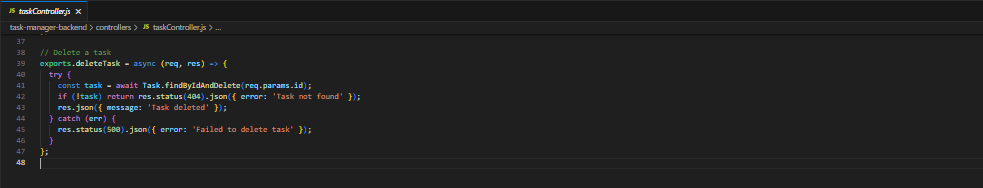 JS taskController.js ×
task-manager-backend > controllers > JS taskController.js > ...
37
38 // Delete a task
39 exports.deleteTask = async (req, res) => {
40   try {
41     const task = await Task.findByIdAndDelete(req.params.id);
42     if (!task) return res.status(404).json({ error: 'Task not found' });
43     res.json({ message: 'Task deleted' });
44   } catch (err) {
45     res.status(500).json({ error: 'Failed to delete task' });
46   }
47 };
48